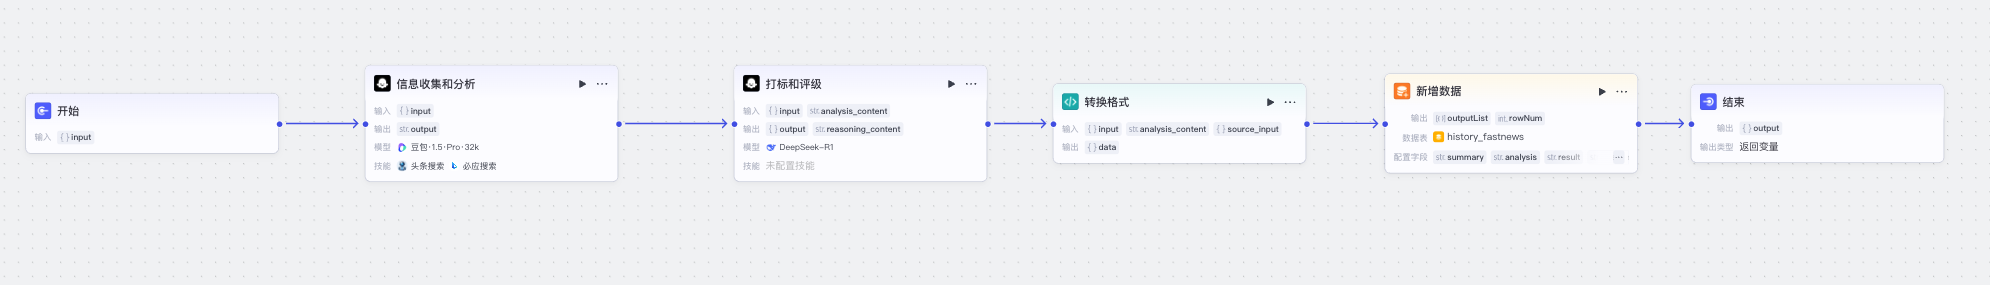 开始
输入 { } input
信息收集和分析
输入 { } input
输出 str. output
模型 豆包·1.5·Pro·32k
技能 头条搜索 必应搜索
打标和评级
输入 { } input str. analysis_content
输出 { } output str. reasoning_content
模型 DeepSeek-R1
技能 未配置技能
转换格式
输入 { } input str. analysis_content { } source_input
输出 { } data
新增数据
输出 outputList int. rowNum
数据表 history_fastnews
配置字段 str. summary str. analysis str. result ...
结束
输出 { } output
输出类型 返回变量